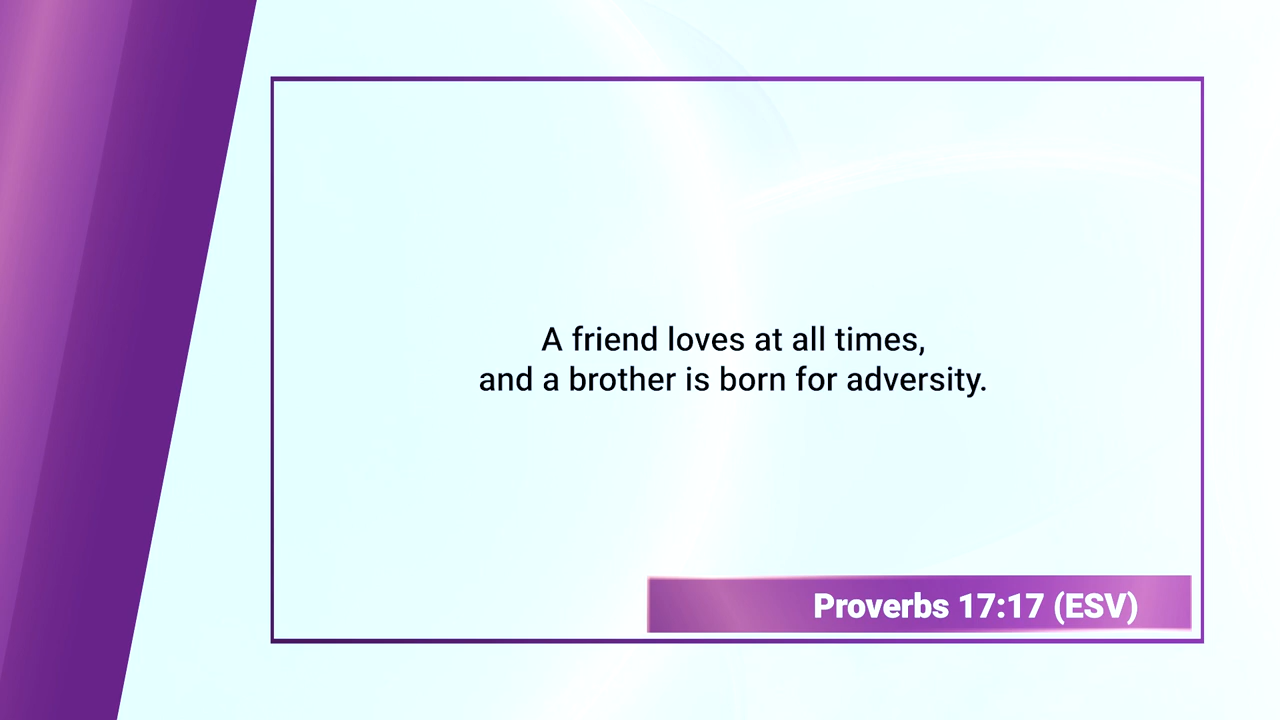 A friend loves at all times,
and a brother is born for adversity.
Proverbs 17:17 (ESV)